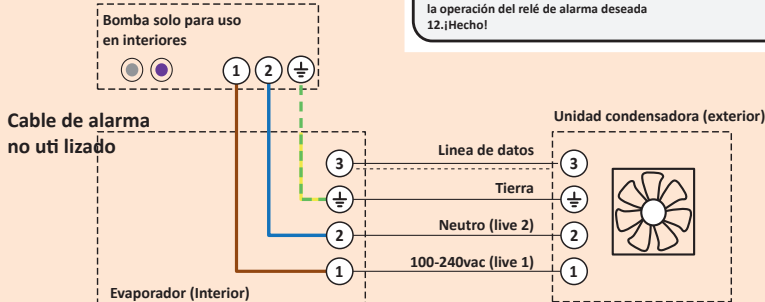 la operación del relé de alarma deseada
12.¡Hecho!
Bomba solo para uso
en interiores
1
2
Cable de alarma
no uti lizado
Unidad condensadora (exterior)
3
Linea de datos
3
Tierra
2
Neutro (live 2)
2
1
100-240vac (live 1)
1
Evaporador (Interior)